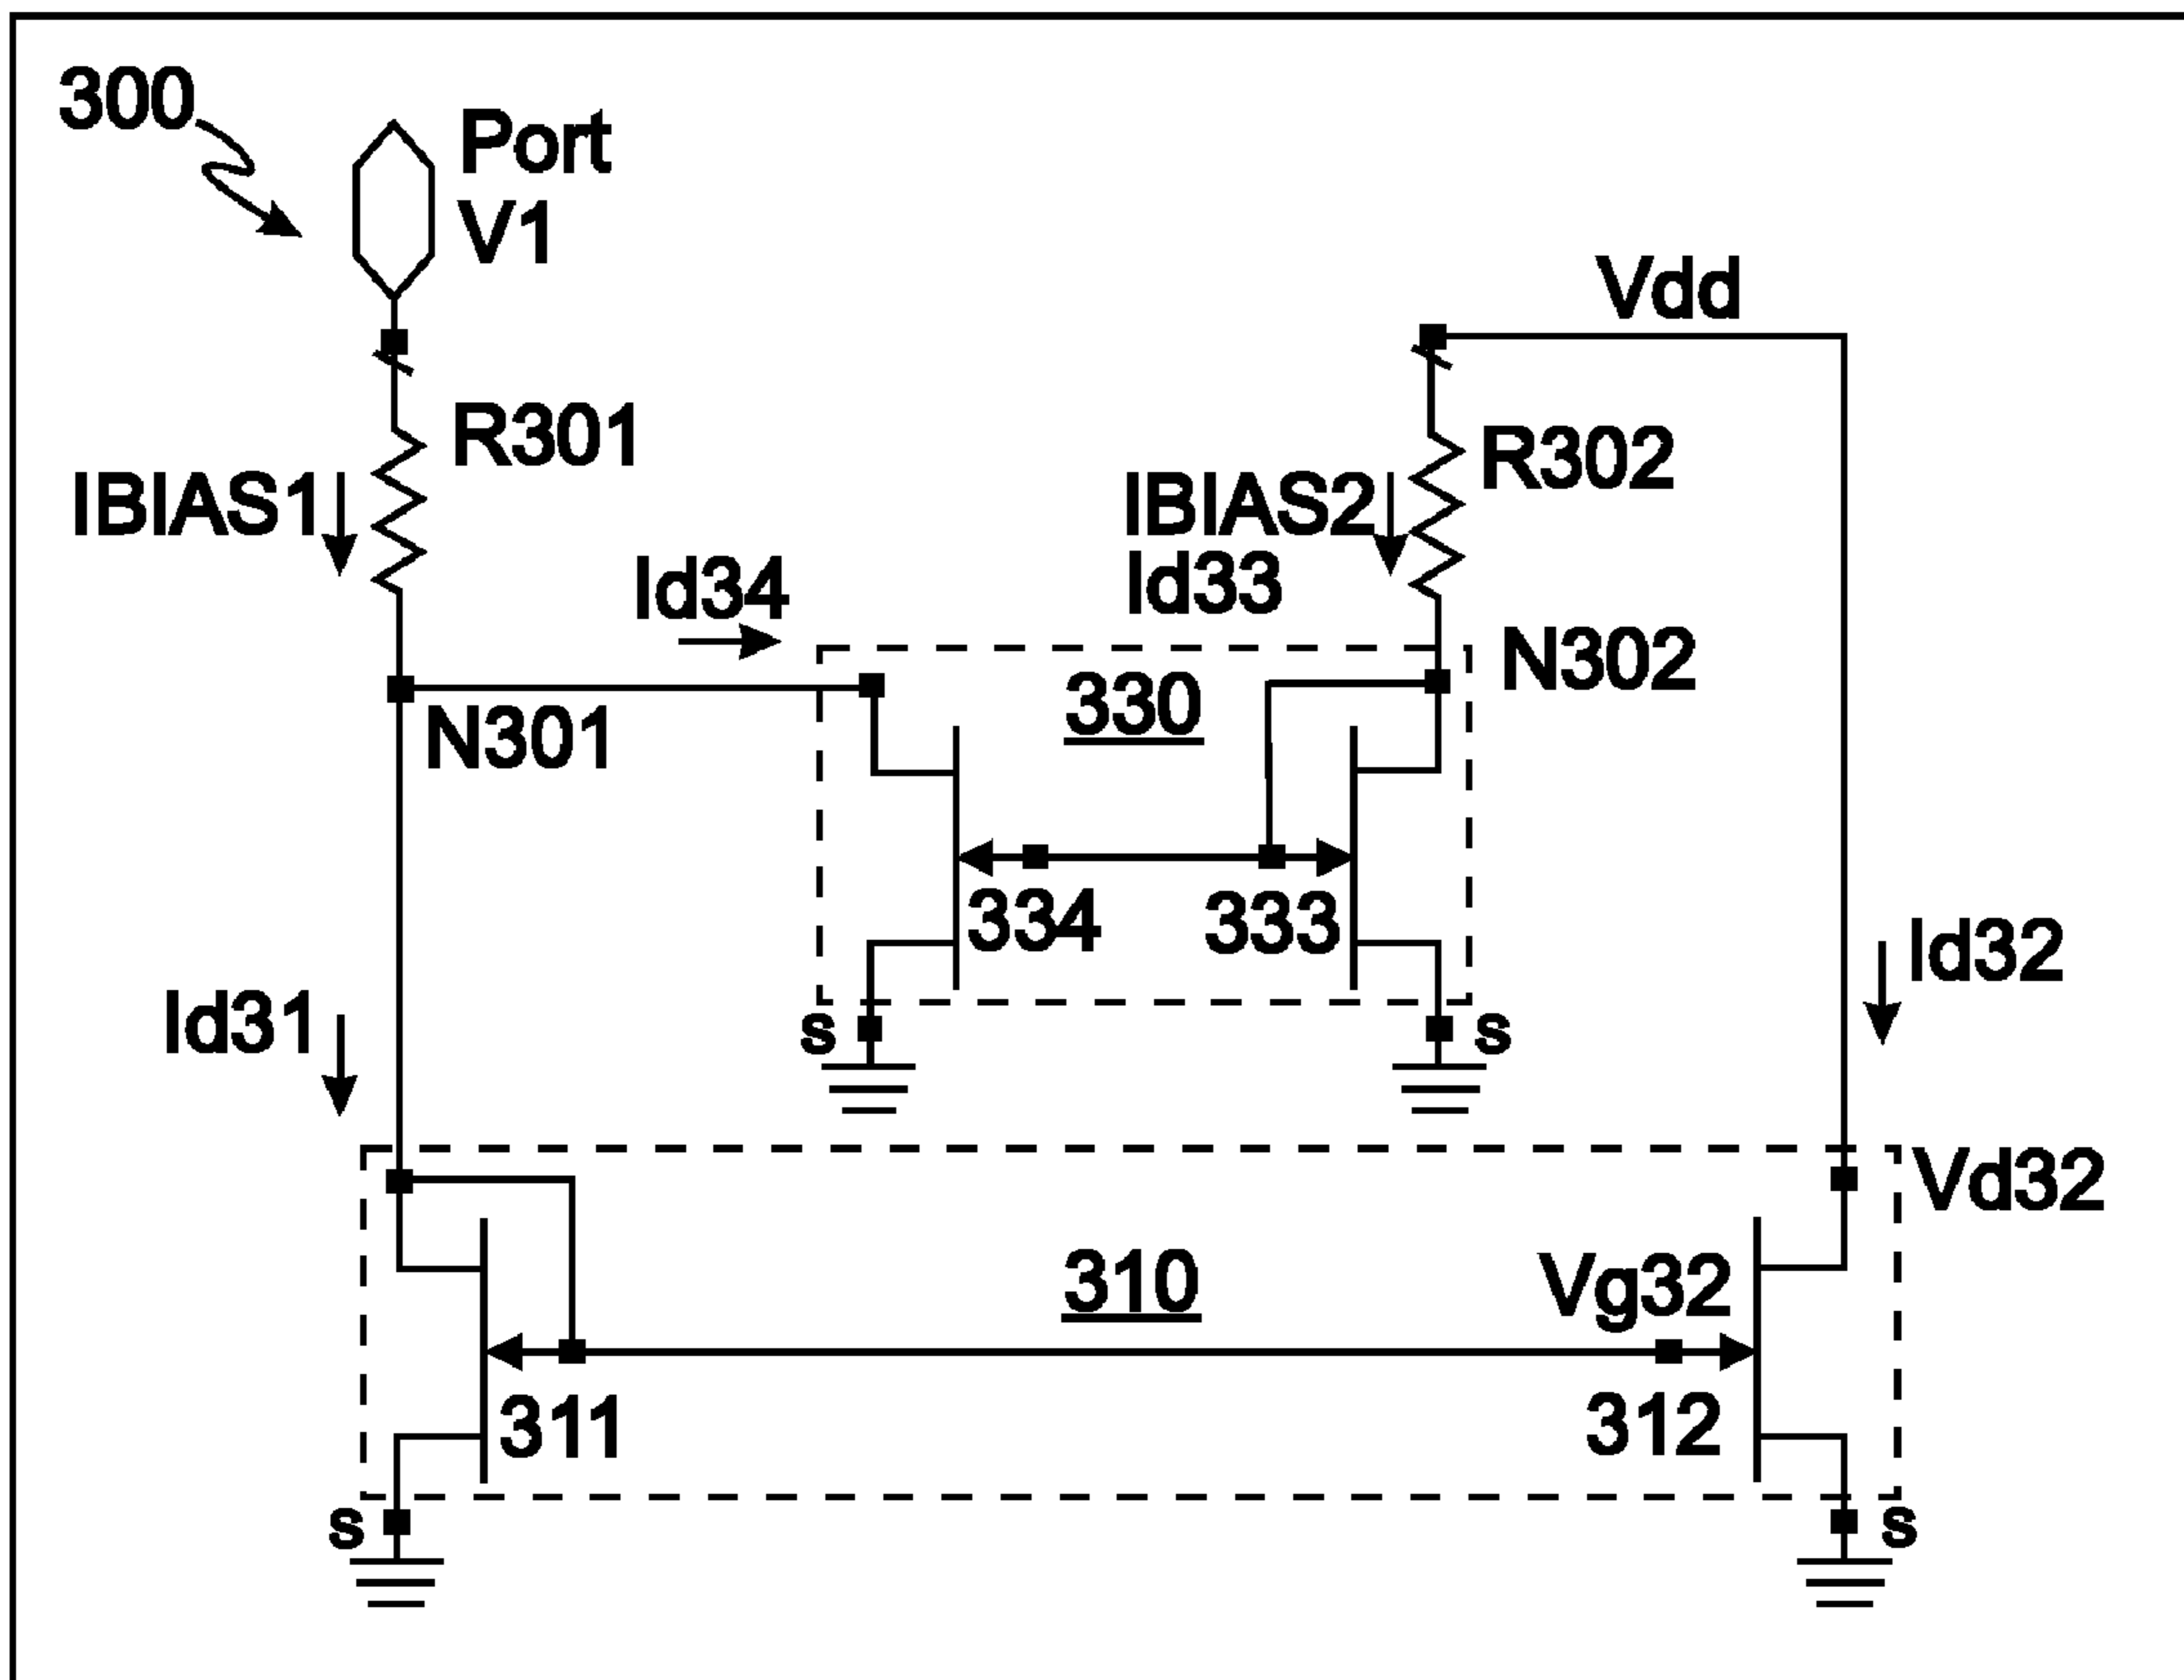 300
Port
V1
Vdd
R301
R302
IBIAS1
IBIAS2
Id33
Id34
N302
330
N301
334
333
Id32
Id31
s
s
Vd32
310
Vg32
311
312
s
s